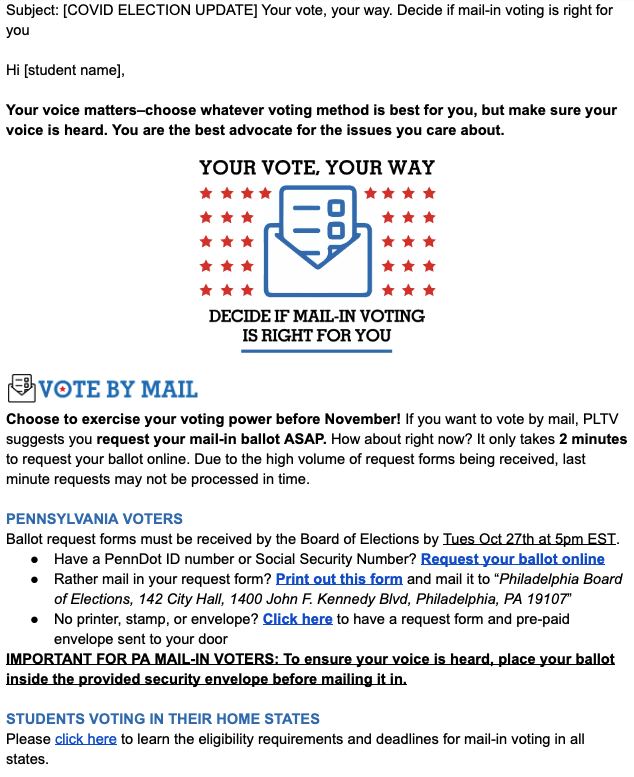 Subject: [COVID ELECTION UPDATE] Your vote, your way. Decide if mail-in voting is right for
you
Hi [student name],
Your voice matters–choose whatever voting method is best for you, but make sure your
voice is heard. You are the best advocate for the issues you care about.
YOUR VOTE, YOUR WAY
DECIDE IF MAIL-IN VOTING
IS RIGHT FOR YOU
VOTE BY MAIL
Choose to exercise your voting power before November! If you want to vote by mail, PLTV
suggests you request your mail-in ballot ASAP. How about right now? It only takes 2 minutes
to request your ballot online. Due to the high volume of request forms being received, last
minute requests may not be processed in time.
PENNSYLVANIA VOTERS
Ballot request forms must be received by the Board of Elections by Tues Oct 27th at 5pm EST.
● Have a PennDot ID number or Social Security Number? Request your ballot online
● Rather mail in your request form? Print out this form and mail it to “Philadelphia Board
of Elections, 142 City Hall, 1400 John F. Kennedy Blvd, Philadelphia, PA 19107”
● No printer, stamp, or envelope? Click here to have a request form and pre-paid
envelope sent to your door
IMPORTANT FOR PA MAIL-IN VOTERS: To ensure your voice is heard, place your ballot
inside the provided security envelope before mailing it in.
STUDENTS VOTING IN THEIR HOME STATES
Please click here to learn the eligibility requirements and deadlines for mail-in voting in all
states.